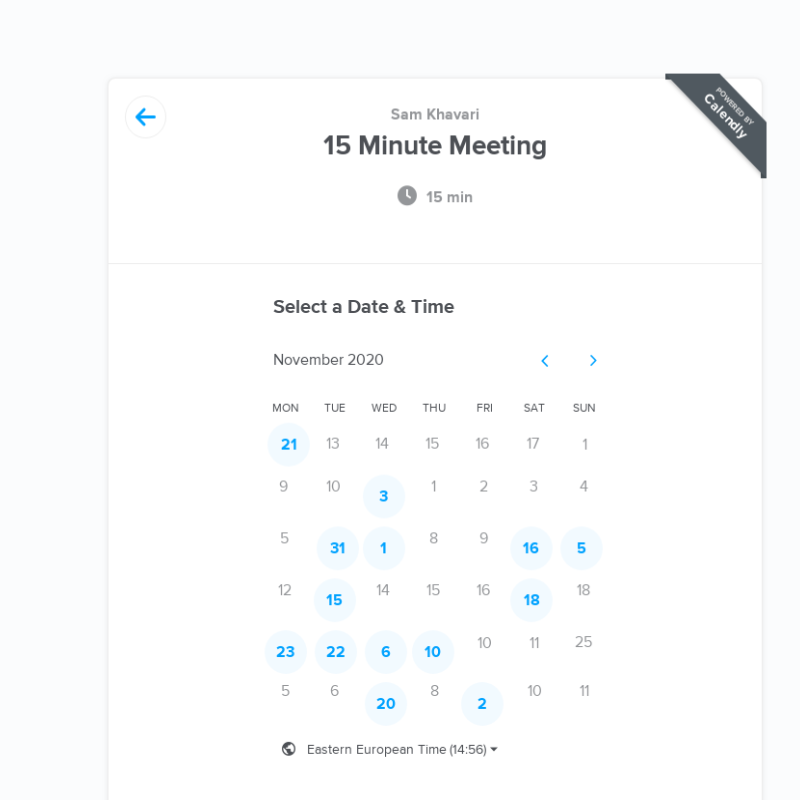 POWERED BY
Calendly
Sam Khavari
15 Minute Meeting
15 min
Select a Date & Time
November 2020
MON TUE WED THU FRI SAT SUN
21 13 14 15 16 17 1
9 10 3 1 2 3 4
5 31 1 8 9 16 5
12 15 14 15 16 18 18
23 22 6 10 10 11 25
5 6 20 8 2 10 11
Eastern European Time (14:56)